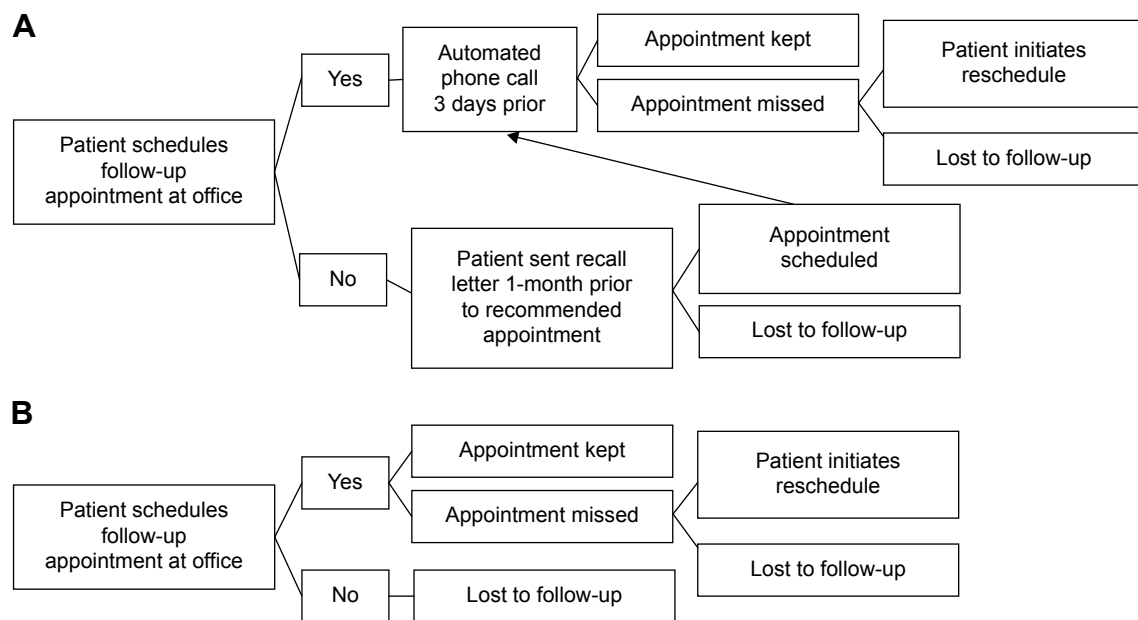 A
Patient schedules
follow-up
appointment at office
Yes
Automated
phone call
3 days prior
Appointment kept
Appointment missed
Patient initiates
reschedule
Lost to follow-up
No
Patient sent recall
letter 1-month prior
to recommended
appointment
Appointment
scheduled
Lost to follow-up
B
Patient schedules
follow-up
appointment at office
Yes
Appointment kept
Appointment missed
Patient initiates
reschedule
Lost to follow-up
No
Lost to follow-up